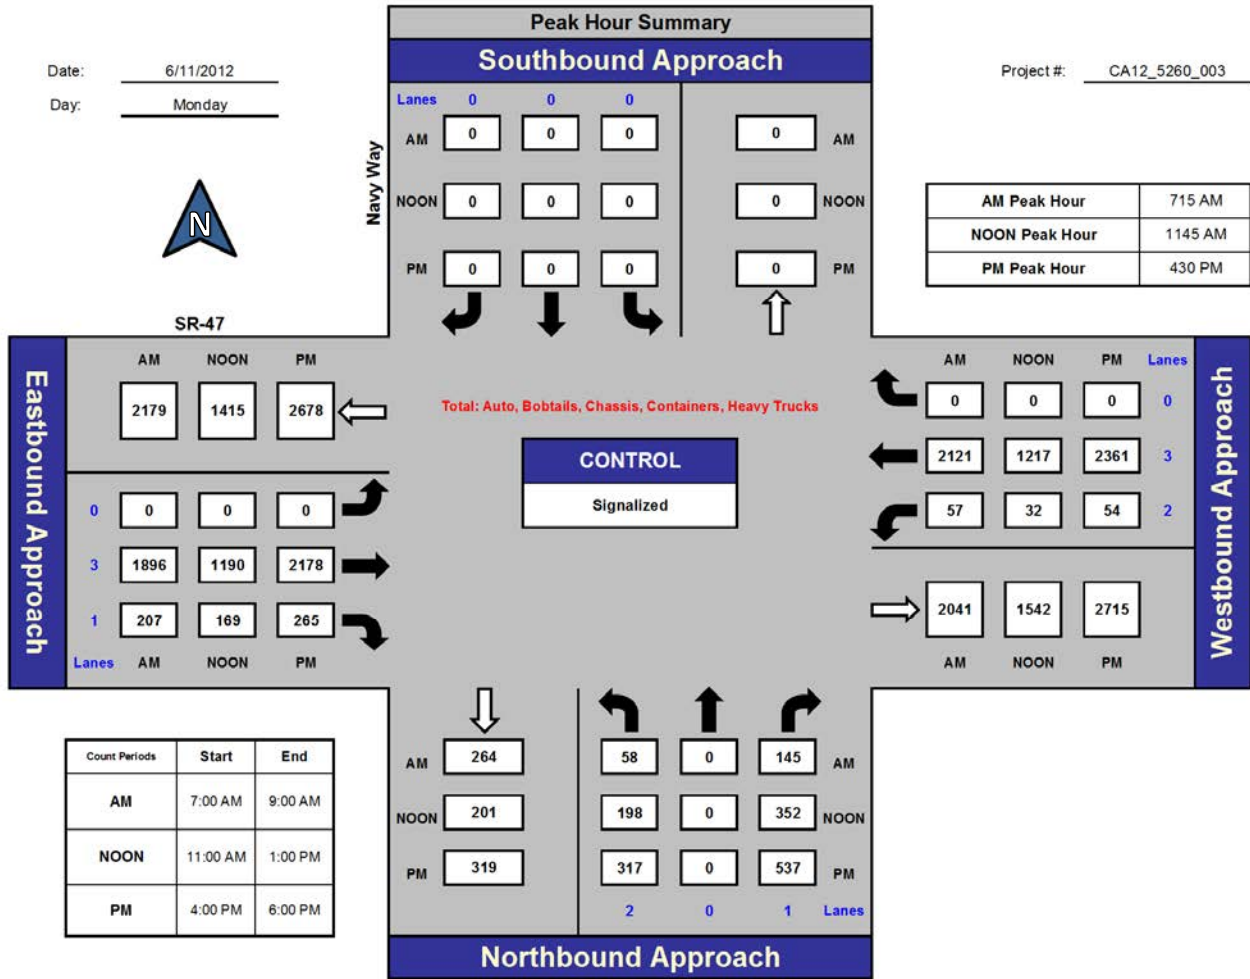 Peak Hour Summary
Southbound Approach
Date: 6/11/2012
Day: Monday
Project #: CA12_5260_003
N
Navy Way
Lanes 0 0 0
AM 0 0 0 0 AM
NOON 0 0 0 0 NOON
PM 0 0 0 0 PM
AM Peak Hour 715 AM
NOON Peak Hour 1145 AM
PM Peak Hour 430 PM
SR-47
Eastbound Approach
AM NOON PM
2179 1415 2678
0 0 0 0
3 1896 1190 2178
1 207 169 265
Lanes AM NOON PM
Total: Auto, Bobtails, Chassis, Containers, Heavy Trucks
CONTROL
Signalized
AM NOON PM Lanes
0 0 0 0
2121 1217 2361 3
57 32 54 2
2041 1542 2715
AM NOON PM
Westbound Approach
Count Periods Start End
AM 7:00 AM 9:00 AM
NOON 11:00 AM 1:00 PM
PM 4:00 PM 6:00 PM
AM 264 58 0 145 AM
NOON 201 198 0 352 NOON
PM 319 317 0 537 PM
2 0 1 Lanes
Northbound Approach